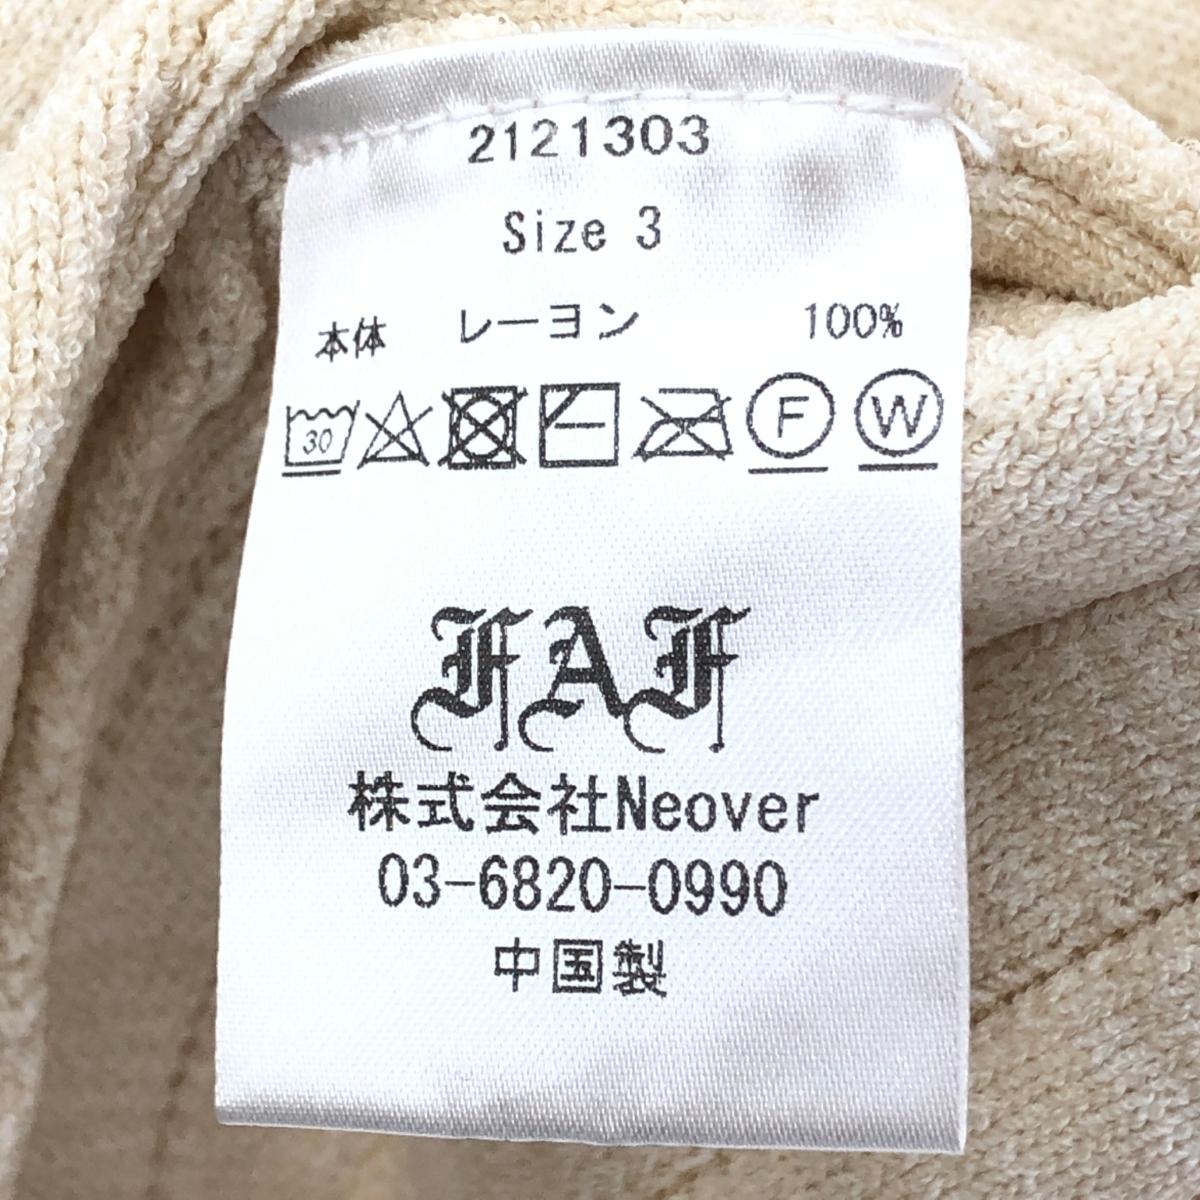 2121303
Size 3
本体 レーヨン 100%
30 F W
FAF
株式会社Neover
03-6820-0990
中国製